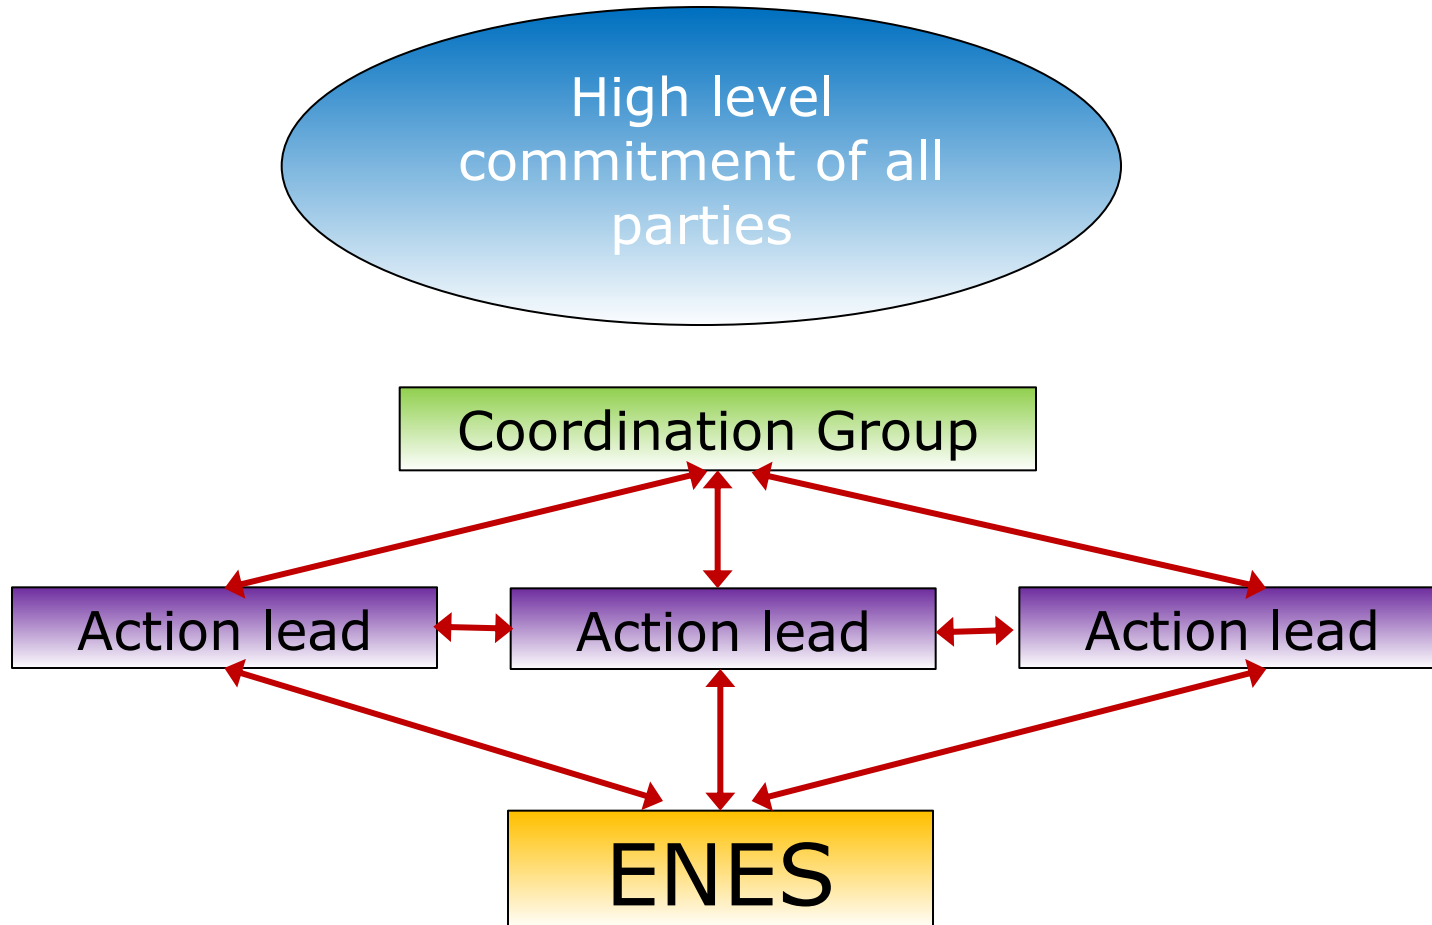 High level
commitment of all
parties
Coordination Group
Action lead
Action lead
Action lead
ENES